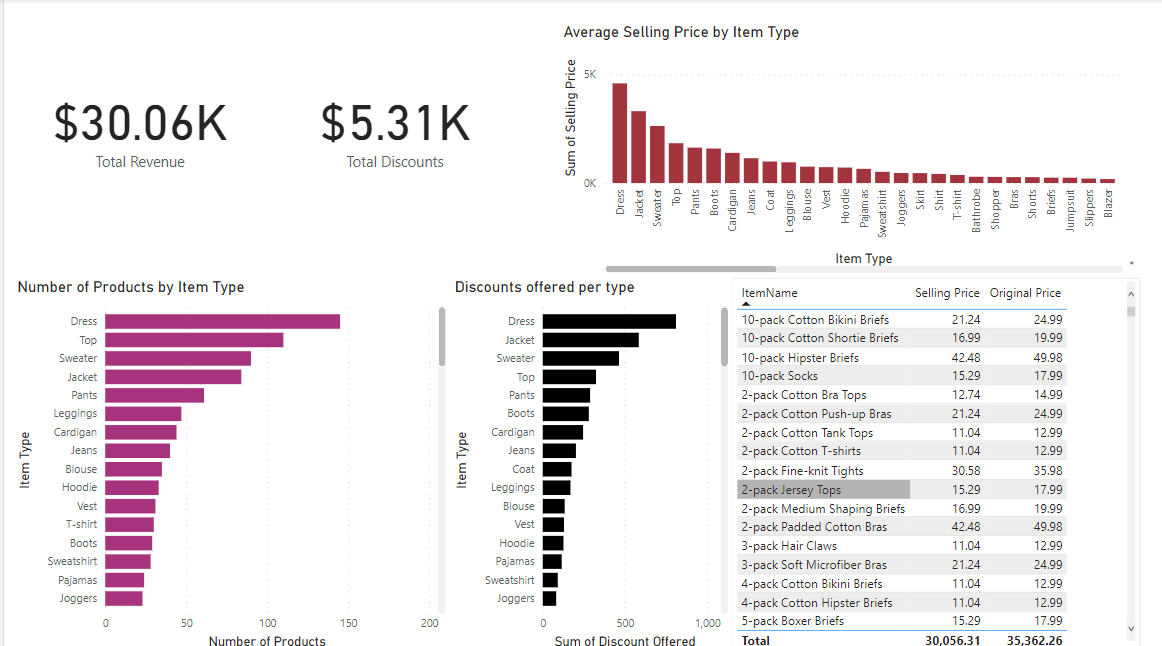 $30.06K
Total Revenue
$5.31K
Total Discounts
Average Selling Price by Item Type
Sum of Selling Price
5K
0K
Dress
Jacket
Sweater
Top
Pants
Boots
Cardigan
Jeans
Coat
Leggings
Blouse
Vest
Hoodie
Pajamas
Sweatshirt
Joggers
Skirt
Shirt
T-shirt
Bathrobe
Shopper
Bras
Shorts
Briefs
Jumpsuit
Slippers
Blazer
Item Type
Number of Products by Item Type
Item Type
Dress
Top
Sweater
Jacket
Pants
Leggings
Cardigan
Jeans
Blouse
Hoodie
Vest
T-shirt
Boots
Sweatshirt
Pajamas
Joggers
0 50 100 150 200
Number of Products
Discounts offered per type
Item Type
Dress
Jacket
Sweater
Top
Pants
Boots
Cardigan
Jeans
Coat
Leggings
Blouse
Vest
Hoodie
Pajamas
Sweatshirt
Joggers
0 500 1,000
Sum of Discount Offered
ItemName Selling Price Original Price
10-pack Cotton Bikini Briefs 21.24 24.99
10-pack Cotton Shortie Briefs 16.99 19.99
10-pack Hipster Briefs 42.48 49.98
10-pack Socks 15.29 17.99
2-pack Cotton Bra Tops 12.74 14.99
2-pack Cotton Push-up Bras 21.24 24.99
2-pack Cotton Tank Tops 11.04 12.99
2-pack Cotton T-shirts 11.04 12.99
2-pack Fine-knit Tights 30.58 35.98
2-pack Jersey Tops 15.29 17.99
2-pack Medium Shaping Briefs 16.99 19.99
2-pack Padded Cotton Bras 42.48 49.98
3-pack Hair Claws 11.04 12.99
3-pack Soft Microfiber Bras 21.24 24.99
4-pack Cotton Bikini Briefs 11.04 12.99
4-pack Cotton Hipster Briefs 11.04 12.99
5-pack Boxer Briefs 15.29 17.99
Total 30,056.31 35,362.26